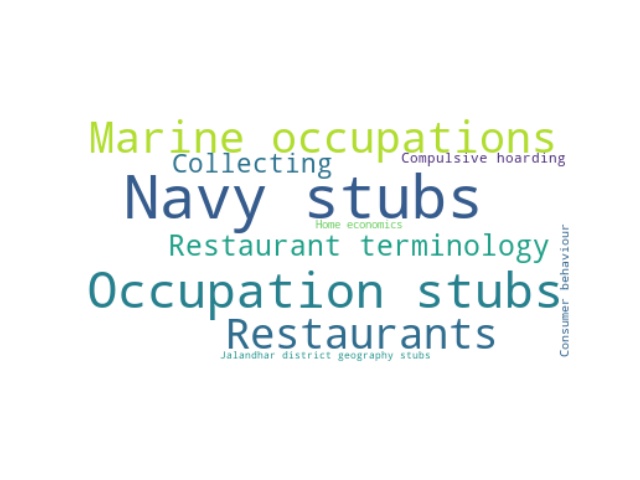 Marine occupations
Collecting
Compulsive hoarding
Navy stubs
Home economics
Restaurant terminology
Consumer behaviour
Occupation stubs
Restaurants
Jalandhar district geography stubs